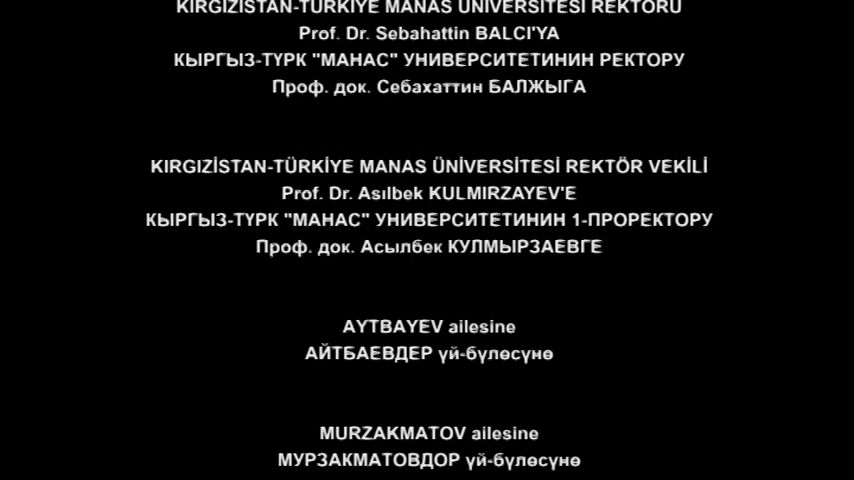 KIRGIZİSTAN-TÜRKİYE MANAS ÜNİVERSİTESİ REKTÖRÜ
Prof. Dr. Sebahattin BALCI'YA
КЫРГЫЗ-ТҮРК "МАНАС" УНИВЕРСИТЕТИНИН РЕКТОРУ
Проф. док. Себахаттин БАЛЖЫГА
KIRGIZİSTAN-TÜRKİYE MANAS ÜNİVERSİTESİ REKTÖR VEKİLİ
Prof. Dr. Asılbek KULMIRZAYEV'E
КЫРГЫЗ-ТҮРК "МАНАС" УНИВЕРСИТЕТИНИН 1-ПРОРЕКТОРУ
Проф. док. Асылбек КУЛМЫРЗАЕВГЕ
AYTBAYEV ailesine
АЙТБАЕВДЕР үй-бүлөсүнө
MURZAKMATOV ailesine
МУРЗАКМАТОВДОР үй-бүлөсүнө